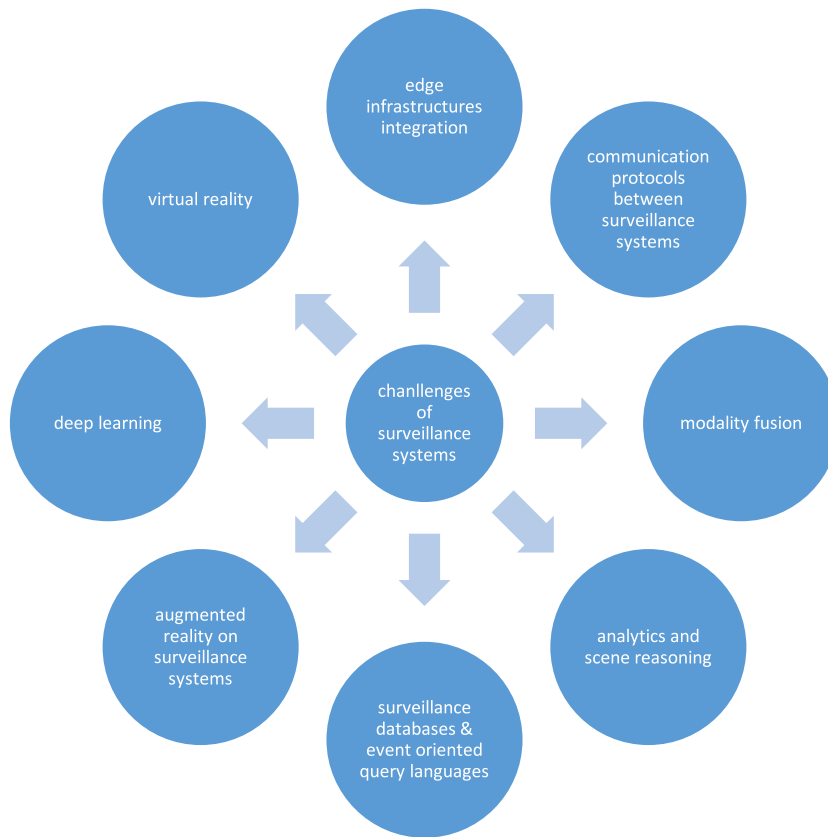 edge
infrastructures
integration
communication
protocols
between
surveillance
systems
modality fusion
analytics and
scene reasoning
surveillance
databases &
event oriented
query languages
augmented
reality on
surveillance
systems
deep learning
virtual reality
chanllenges
of
surveillance
systems